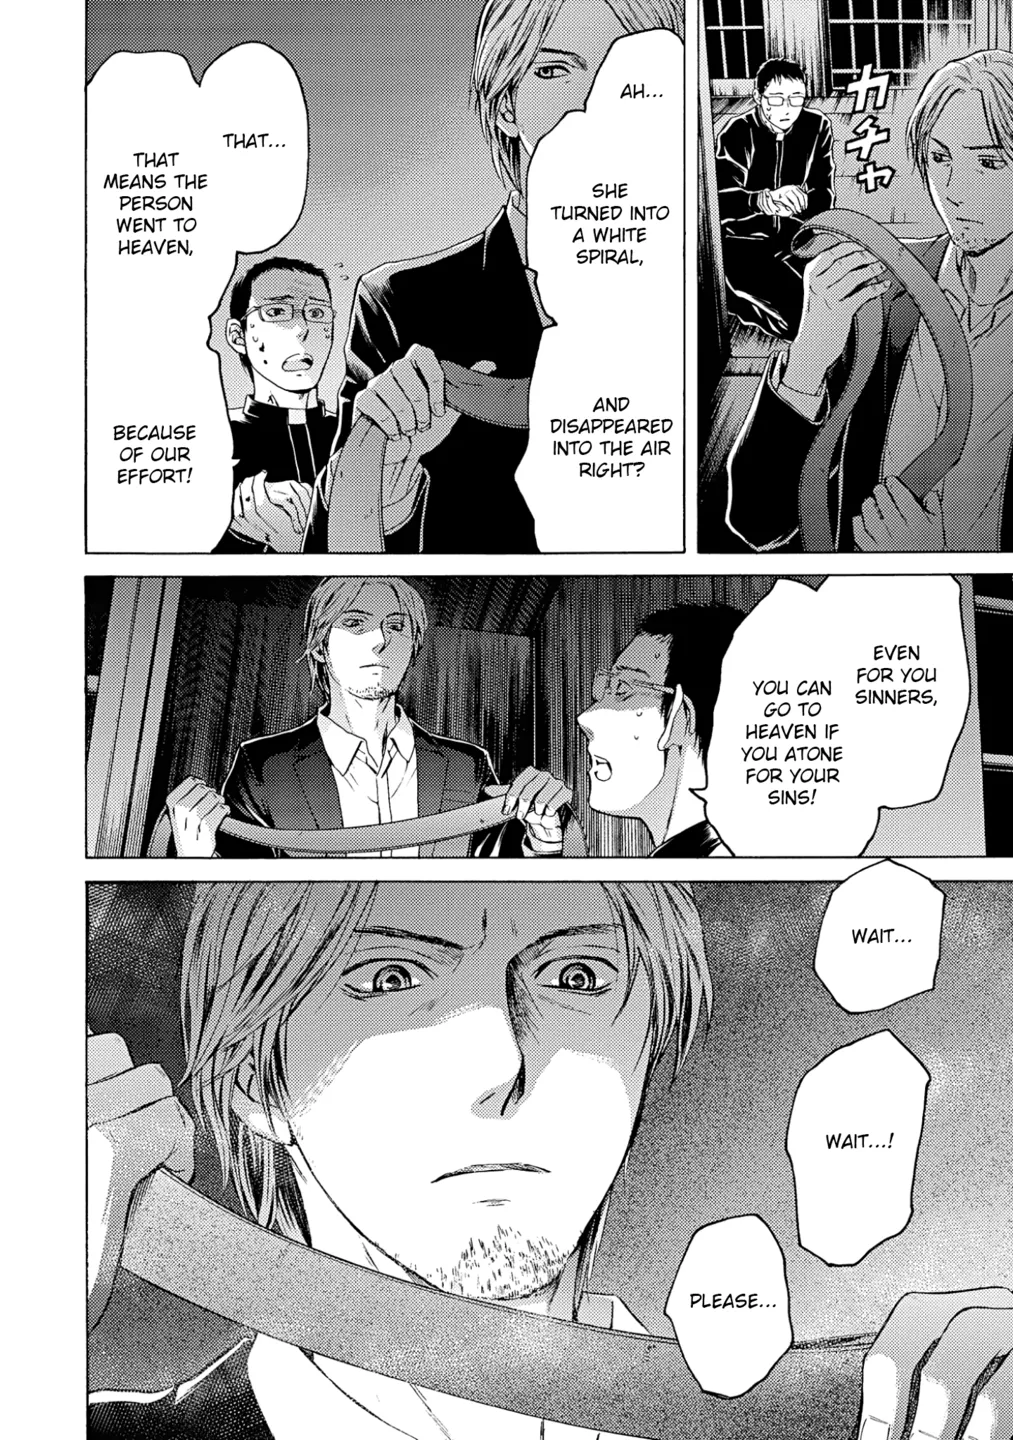 カチャ
AH...
SHE
TURNED INTO
A WHITE
SPIRAL,
AND
DISAPPEARED
INTO THE AIR
RIGHT?
THAT...
THAT
MEANS THE
PERSON
WENT TO
HEAVEN,
BECAUSE
OF OUR
EFFORT!
EVEN
FOR YOU
SINNERS,
YOU CAN
GO TO
HEAVEN IF
YOU ATONE
FOR YOUR
SINS!
WAIT...
WAIT...!
PLEASE...